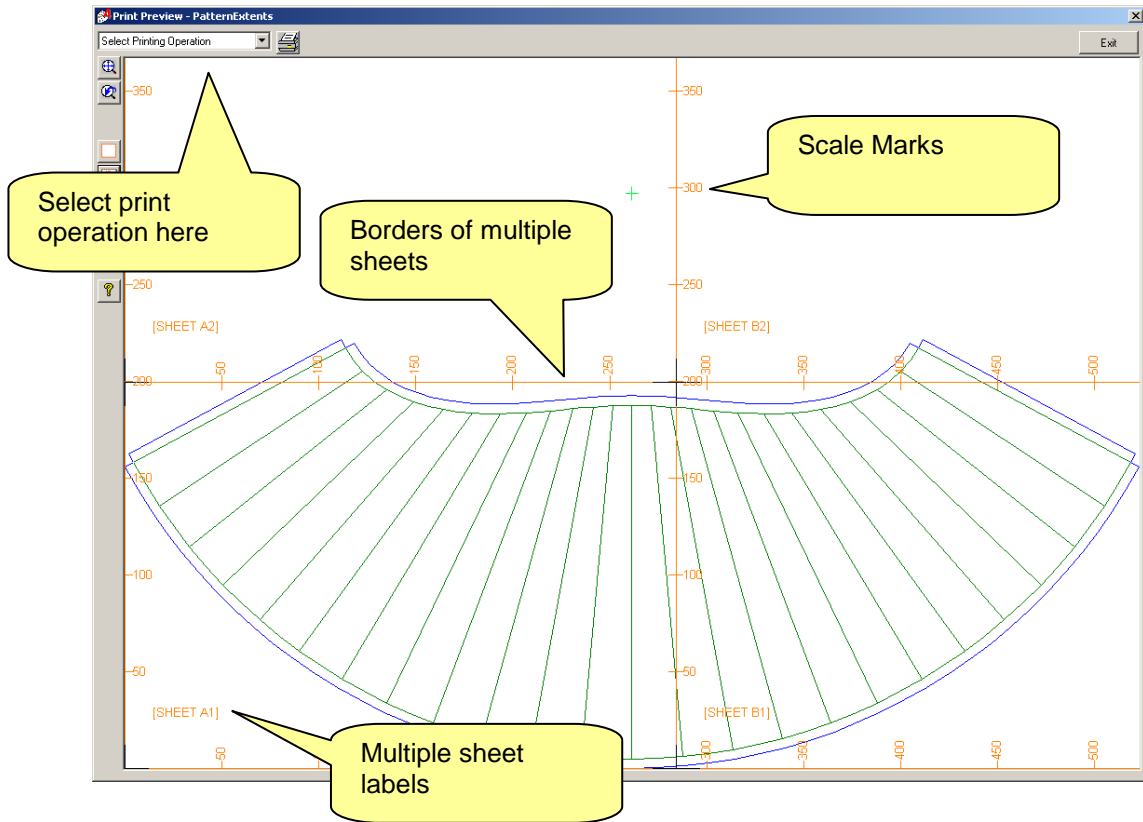 Print Preview - PatternExtents
Select Printing Operation
Exit
350
350
Scale Marks
300
Select print
operation here
Borders of multiple
sheets
250
250
?
[SHEET A2]
[SHEET B2]
50
100
150
200
250
300
350
400
450
500
200
200
150
150
100
100
50
50
[SHEET A1]
[SHEET B1]
Multiple sheet
labels
50
300
350
400
450
500